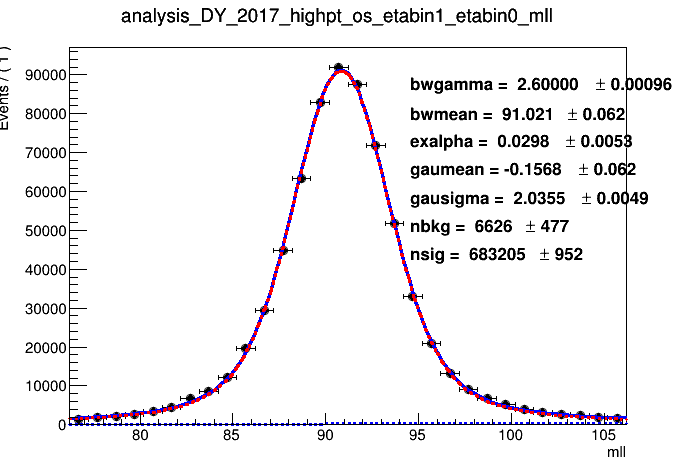 analysis_DY_2017_highpt_os_etabin1_etabin0_mll
Events / ( 1 )
90000
80000
70000
60000
50000
40000
30000
20000
10000
0
bwgamma = 2.60000 ± 0.00096
bwmean = 91.021 ± 0.062
exalpha = 0.0298 ± 0.0053
gaumean = -0.1568 ± 0.062
gausigma = 2.0355 ± 0.0049
nbkg = 6626 ± 477
nsig = 683205 ± 952
80 85 90 95 100 105
mll